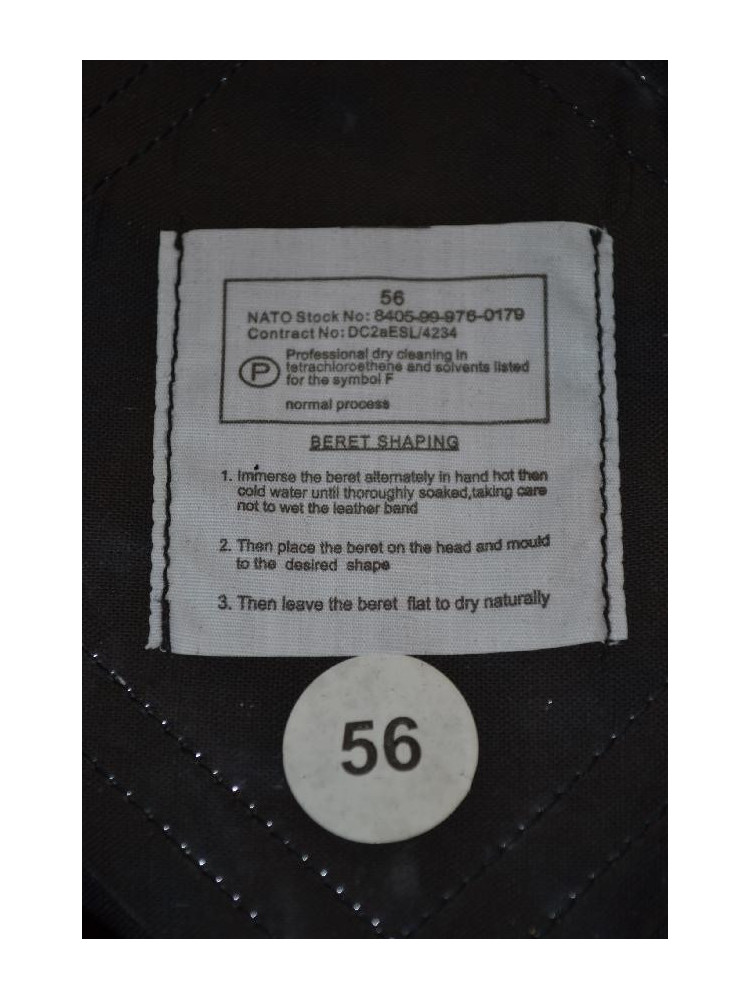 56
NATO Stock No: 8405-99-976-0179
Contract No: DC2aESL/4234
P
Professional dry cleaning in
tetrachloroethene and solvents listed
for the symbol F
normal process
BERET SHAPING
1. Immerse the beret alternately in hand hot then
cold water until thoroughly soaked,taking care
not to wet the leather band
2. Then place the beret on the head and mould
to the desired shape
3. Then leave the beret flat to dry naturally
56